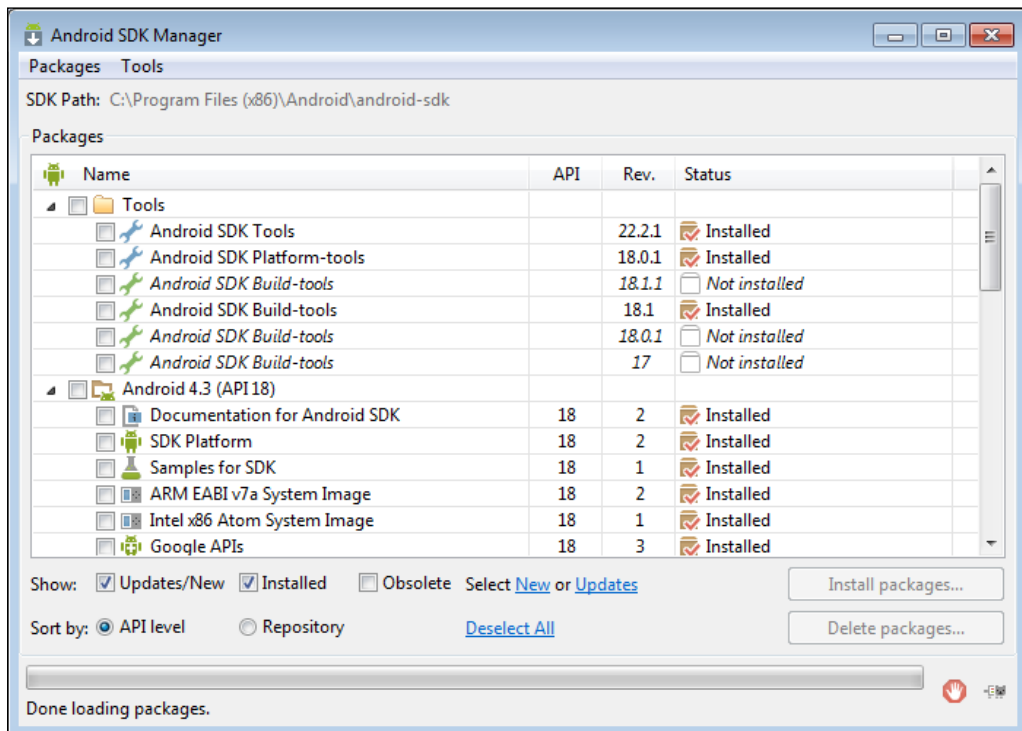 Android SDK Manager
Packages Tools
SDK Path: C:\Program Files (x86)\Android\android-sdk
Packages
Name API Rev. Status
Tools
Android SDK Tools 22.2.1 Installed
Android SDK Platform-tools 18.0.1 Installed
Android SDK Build-tools 18.1.1 Not installed
Android SDK Build-tools 18.1 Installed
Android SDK Build-tools 18.0.1 Not installed
Android SDK Build-tools 17 Not installed
Android 4.3 (API 18)
Documentation for Android SDK 18 2 Installed
SDK Platform 18 2 Installed
Samples for SDK 18 1 Installed
ARM EABI v7a System Image 18 2 Installed
Intel x86 Atom System Image 18 1 Installed
Google APIs 18 3 Installed
Show: Updates/New Installed Obsolete Select New or Updates Install packages...
Sort by: API level Repository Deselect All Delete packages...
Done loading packages.